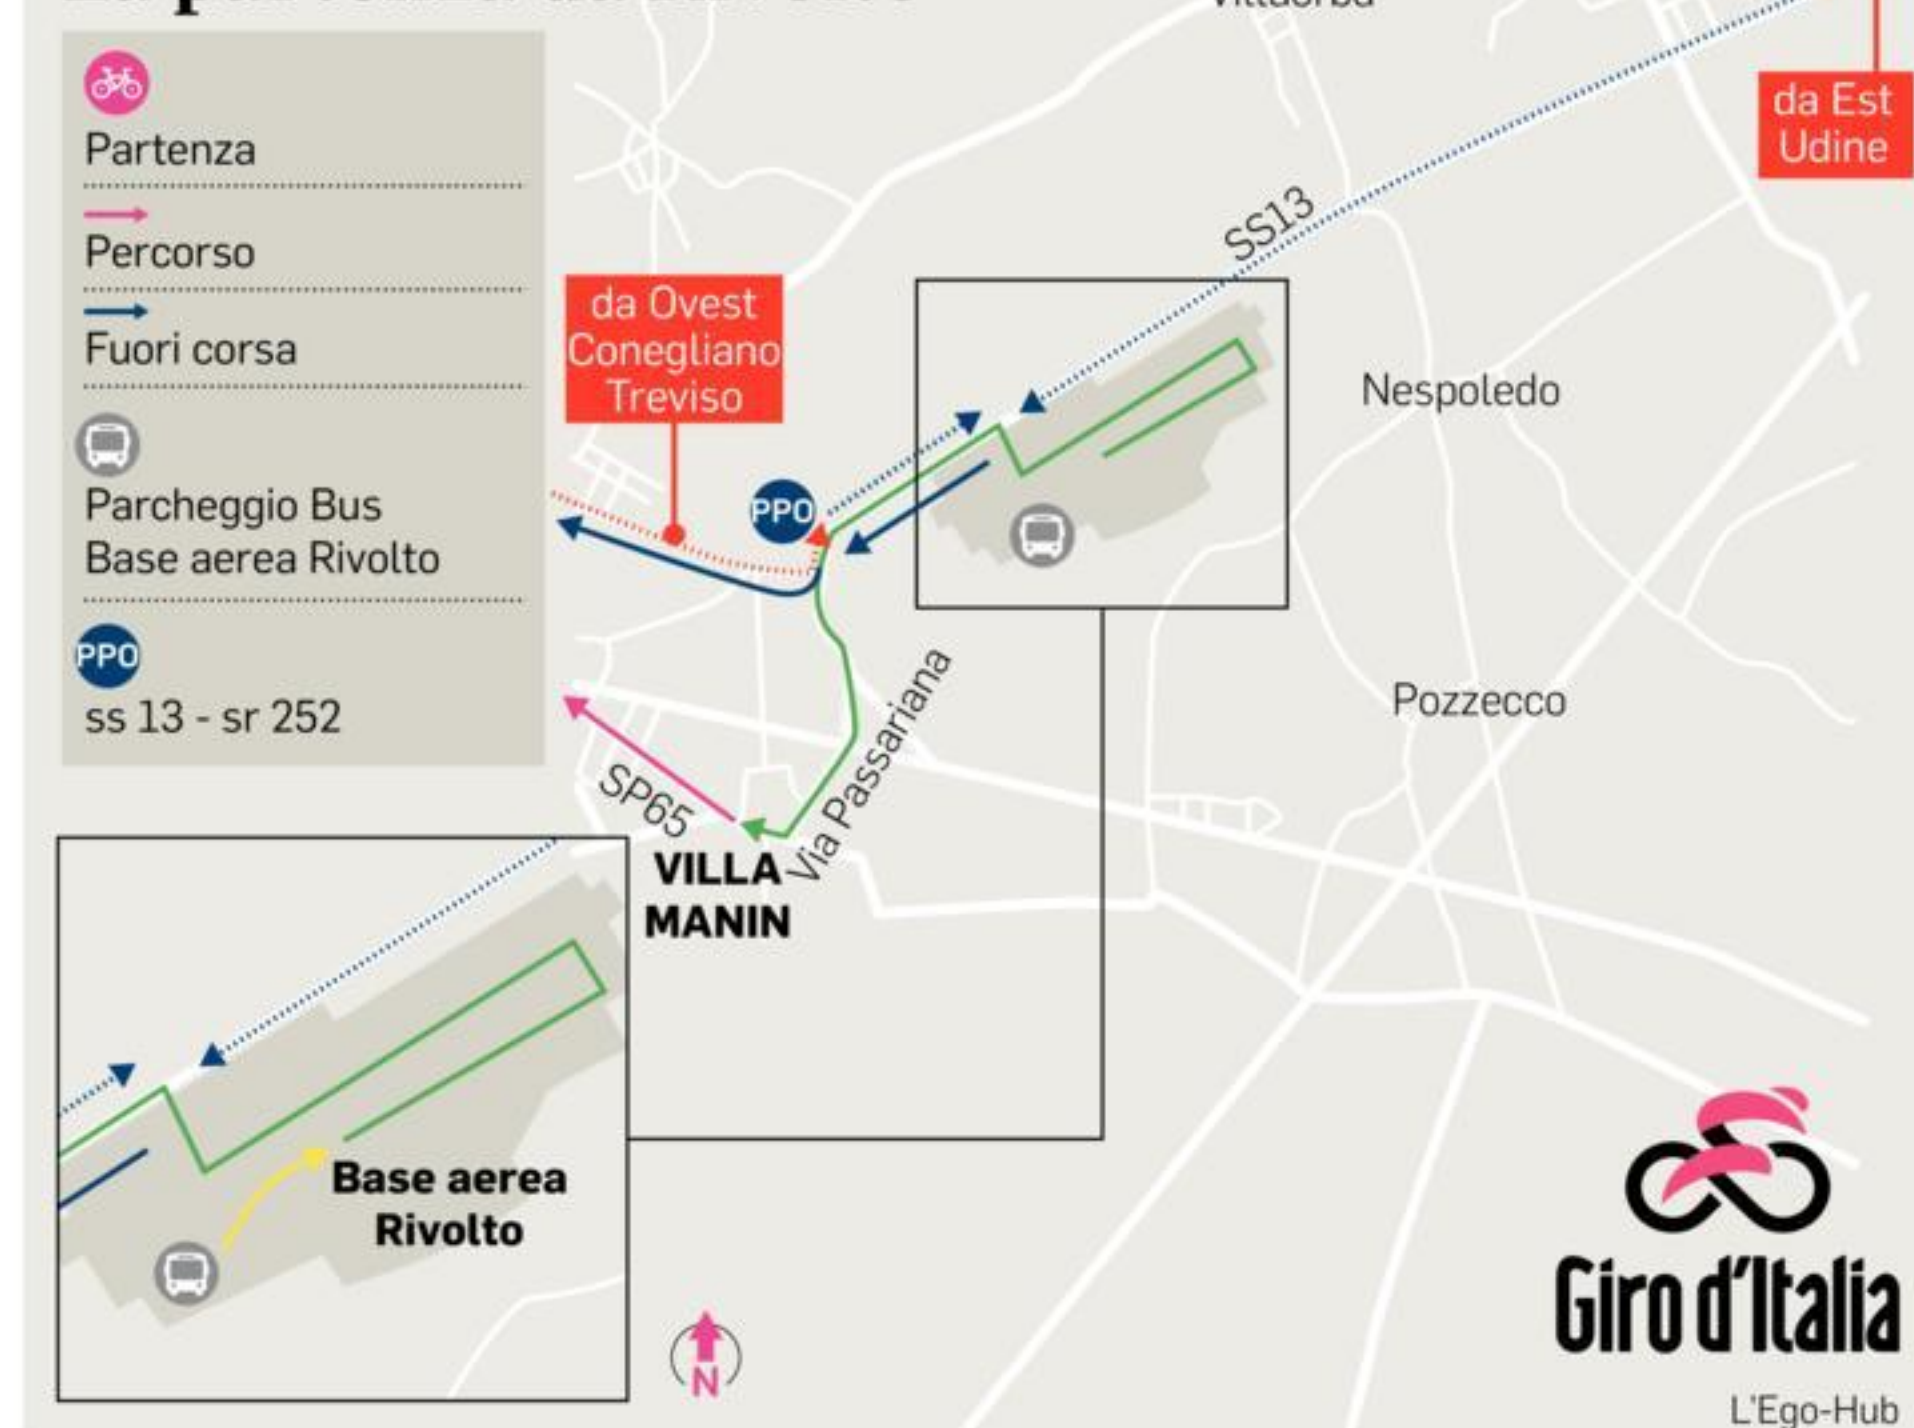 Partenza
Percorso
Fuori corsa
Parcheggio Bus
Base aerea Rivolto
PPO
ss 13 - sr 252
da Est
Udine
SS13
da Ovest
Conegliano
Treviso
Nespoledo
PPO
Pozzecco
Via Passariana
SP65
VILLA
MANIN
Base aerea
Rivolto
N
Giro d'Italia
L'Ego-Hub